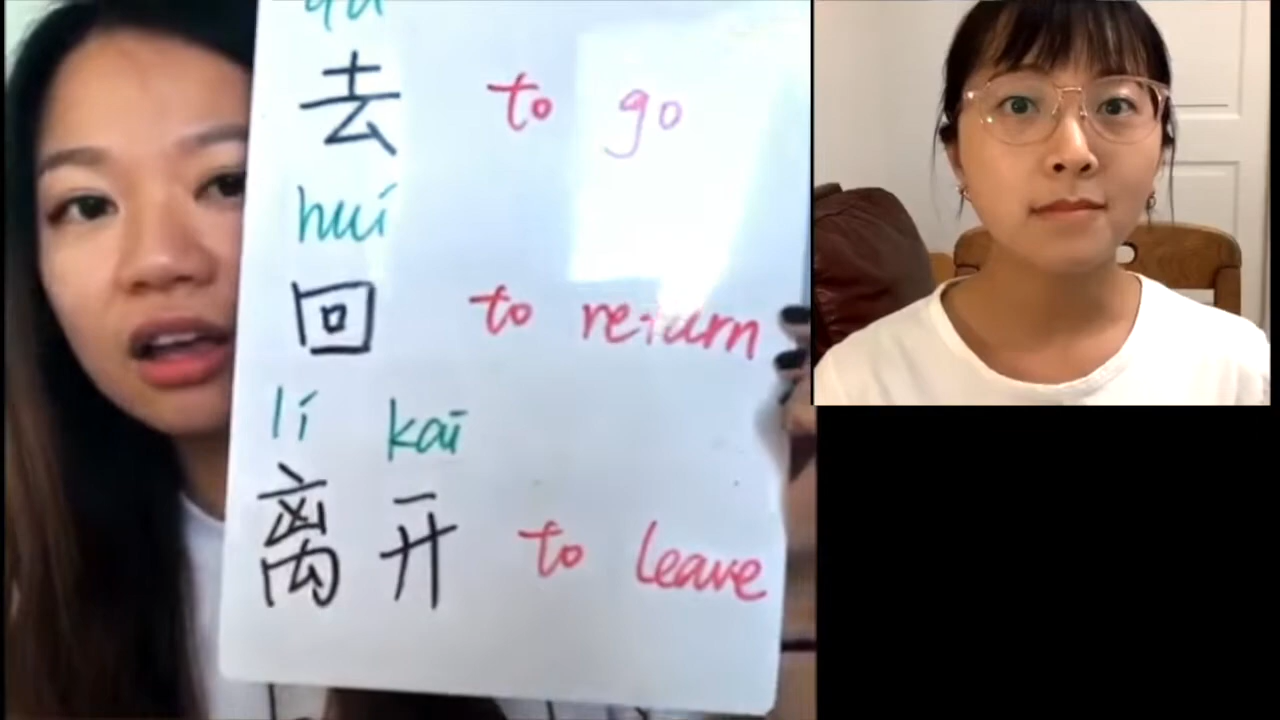 去 to go
huí
回 to return
lí kāi
离开 to leave